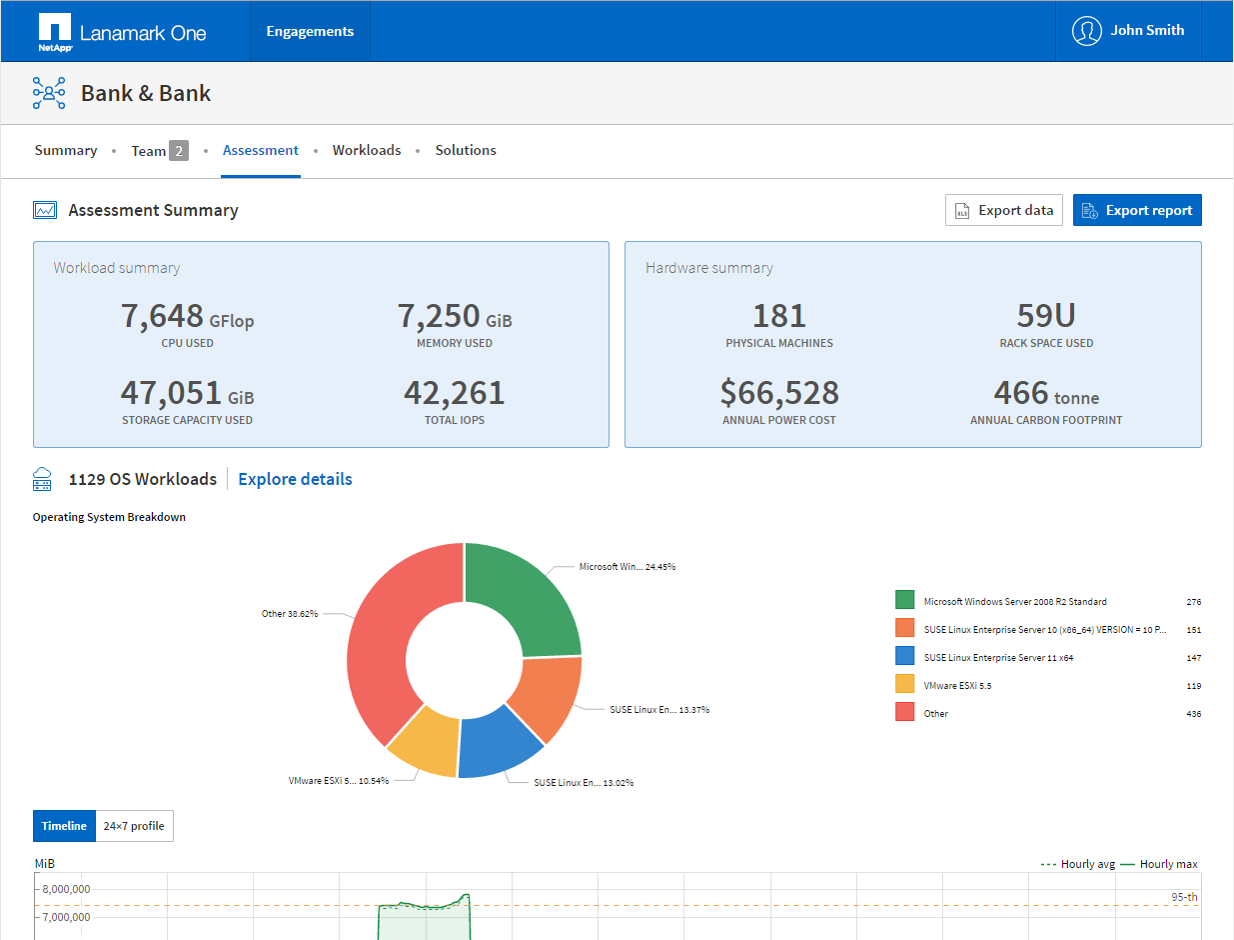 NetApp
Lanamark One
Engagements
John Smith
Bank & Bank
Summary • Team 2 • Assessment • Workloads • Solutions
Assessment Summary
XLS Export data
Export report
Workload summary
7,648 GFlop
CPU USED
7,250 GiB
MEMORY USED
47,051 GiB
STORAGE CAPACITY USED
42,261
TOTAL IOPS
Hardware summary
181
PHYSICAL MACHINES
59U
RACK SPACE USED
$66,528
ANNUAL POWER COST
466 tonne
ANNUAL CARBON FOOTPRINT
1129 OS Workloads
Explore details
Operating System Breakdown
Microsoft Win... 24.45%
Other 38.62%
SUSE Linux En... 13.37%
VMware ESXi 5... 10.54%
SUSE Linux En... 13.02%
Microsoft Windows Server 2008 R2 Standard 276
SUSE Linux Enterprise Server 10 (x86_64) VERSION = 10 P... 151
SUSE Linux Enterprise Server 11 x64 147
VMware ESXi 5.5 119
Other 436
Timeline
24×7 profile
MiB
Hourly avg
Hourly max
8,000,000
95-th
7,000,000